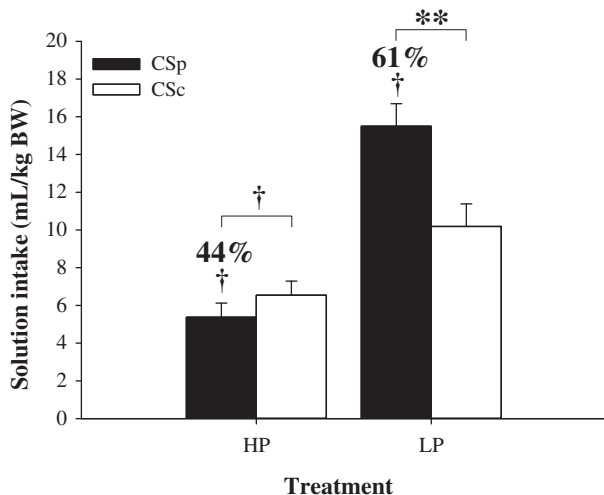 **
20
18
16
14
12
10
8
6
4
2
0
Solution intake (mL/kg BW)
CSp
CSc
61%
†
†
44%
†
HP
LP
Treatment